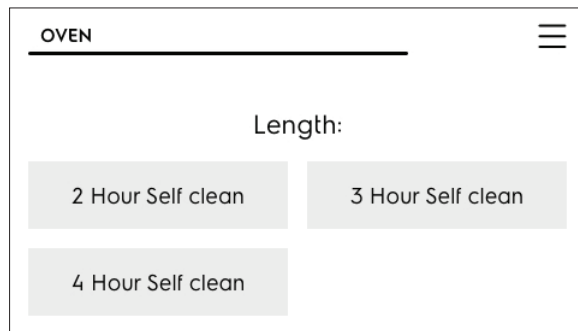 OVEN
Length:
2 Hour Self clean
3 Hour Self clean
4 Hour Self clean